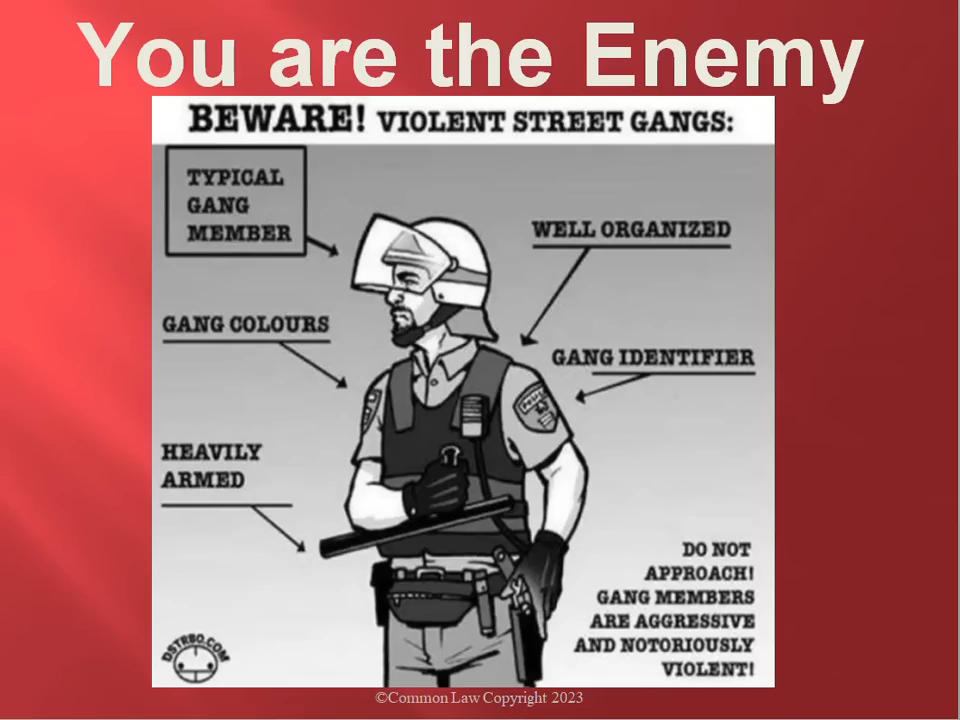 You are the Enemy
BEWARE! VIOLENT STREET GANGS:
TYPICAL
GANG
MEMBER
WELL ORGANIZED
GANG COLOURS
GANG IDENTIFIER
POLICE
HEAVILY
ARMED
DO NOT
APPROACH!
GANG MEMBERS
ARE AGGRESSIVE
AND NOTORIOUSLY
VIOLENT!
DSTRBO.COM
©Common Law Copyright 2023